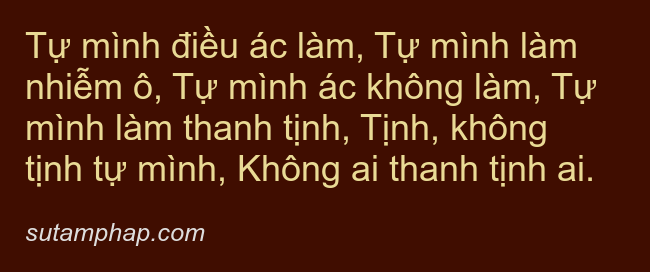 Tự mình điều ác làm, Tự mình làm
nhiễm ô, Tự mình ác không làm, Tự
mình làm thanh tịnh, Tịnh, không
tịnh tự mình, Không ai thanh tịnh ai.
sutamphap.com